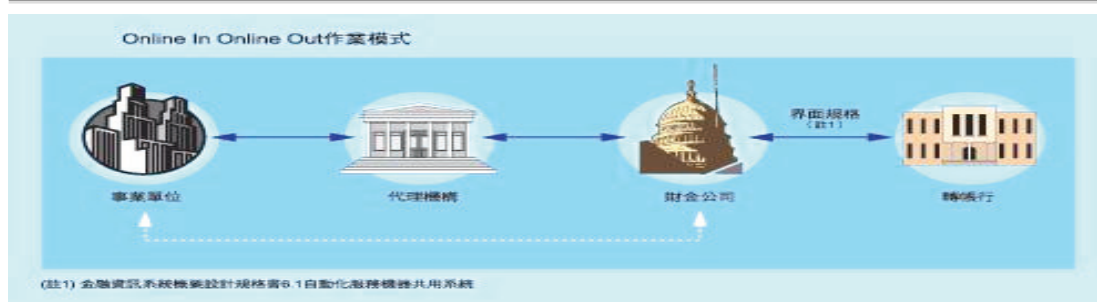 Online In Online Out作業模式
界面規格
(註1)
事業單位
代理機構
財金公司
轉帳行
(註1) 金融資訊系統概要設計規格書6.1自動化服務機器共用系統